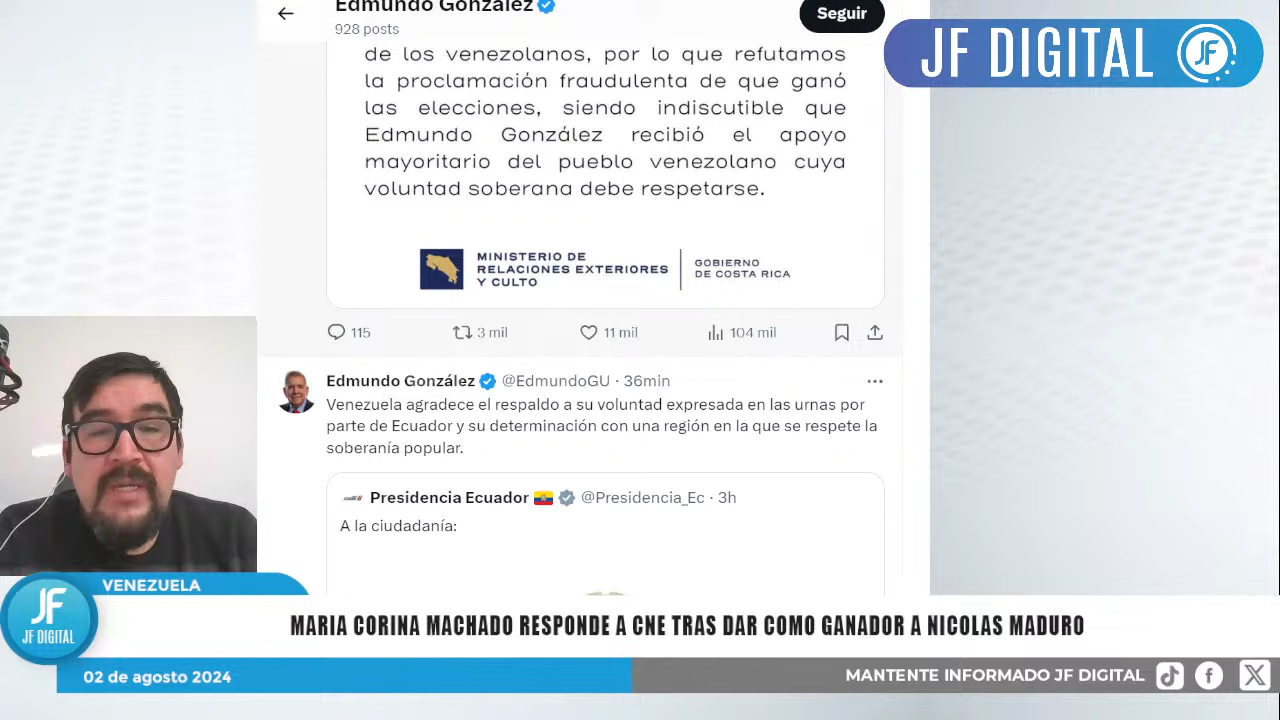 Edmundo González
928 posts
Seguir
JF DIGITAL
JF
de los venezolanos, por lo que refutamos
la proclamación fraudulenta de que ganó
las elecciones, siendo indiscutible que
Edmundo González recibió el apoyo
mayoritario del pueblo venezolano cuya
voluntad soberana debe respetarse.
MINISTERIO DE
RELACIONES EXTERIORES
Y CULTO
GOBIERNO
DE COSTA RICA
115 3 mil 11 mil 104 mil
Edmundo González @EdmundoGU · 36min
Venezuela agradece el respaldo a su voluntad expresada en las urnas por
parte de Ecuador y su determinación con una región en la que se respete la
soberanía popular.
Presidencia Ecuador @Presidencia_Ec · 3h
A la ciudadanía:
VENEZUELA
JF
JF DIGITAL
MARIA CORINA MACHADO RESPONDE A CNE TRAS DAR COMO GANADOR A NICOLAS MADURO
02 de agosto 2024
MANTENTE INFORMADO JF DIGITAL